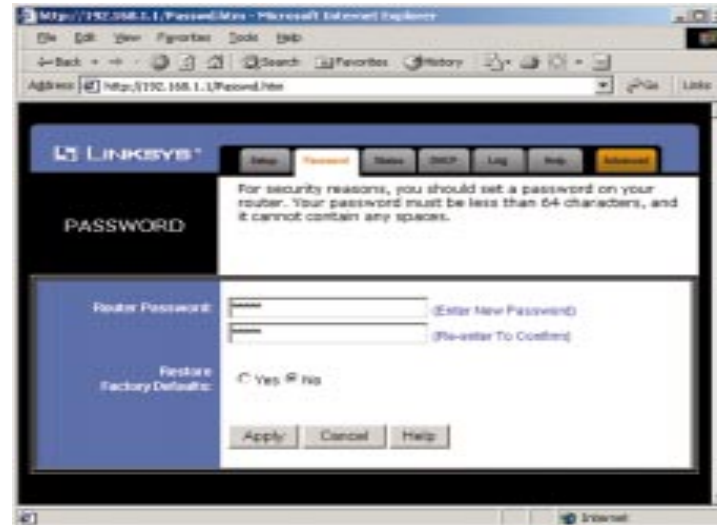 http://192.168.1.1/Passwd.htm - Microsoft Internet Explorer
File Edit View Favorites Tools Help
Back Search Favorites History
Address http://192.168.1.1/Passwd.htm Go Links
LINKSYS®
Setup Password Status DHCP Log Help Advanced
PASSWORD
For security reasons, you should set a password on your
router. Your password must be less than 64 characters, and
it cannot contain any spaces.
Router Password: (Enter New Password)
(Re-enter To Confirm)
Restore
Factory Defaults: Yes No
Apply Cancel Help
Internet